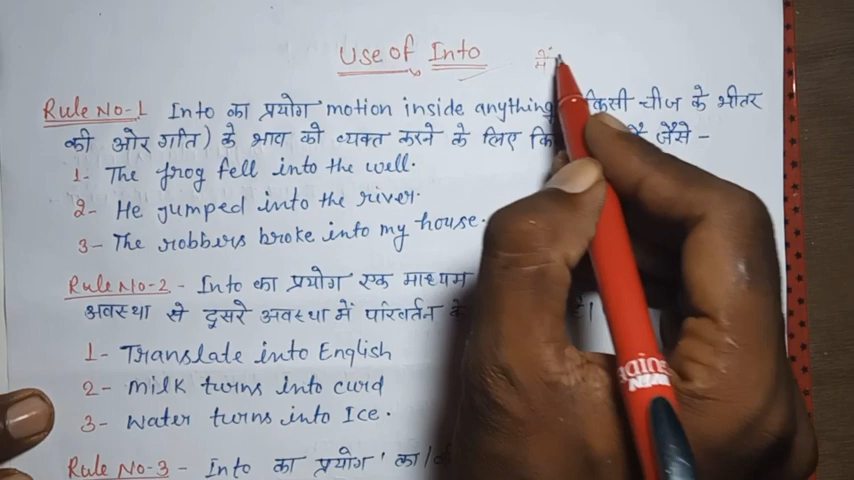 Use of Into
Rule No-1 Into का प्रयोग motion inside anything किसी चीज के भीतर
की ओर गति) के भाव को व्यक्त करने के लिए जैसे -
1- The frog fell into the well.
2- He jumped into the river.
3- The robbers broke into my house.
Rule No-2 - Into का प्रयोग एक माध्यम
अवस्था से दूसरे अवस्था में परिवर्तन
1- Translate into English
2- Milk turns into curd
3- Water turns into Ice.
Rule No-3 - Into का प्रयोग ' का/